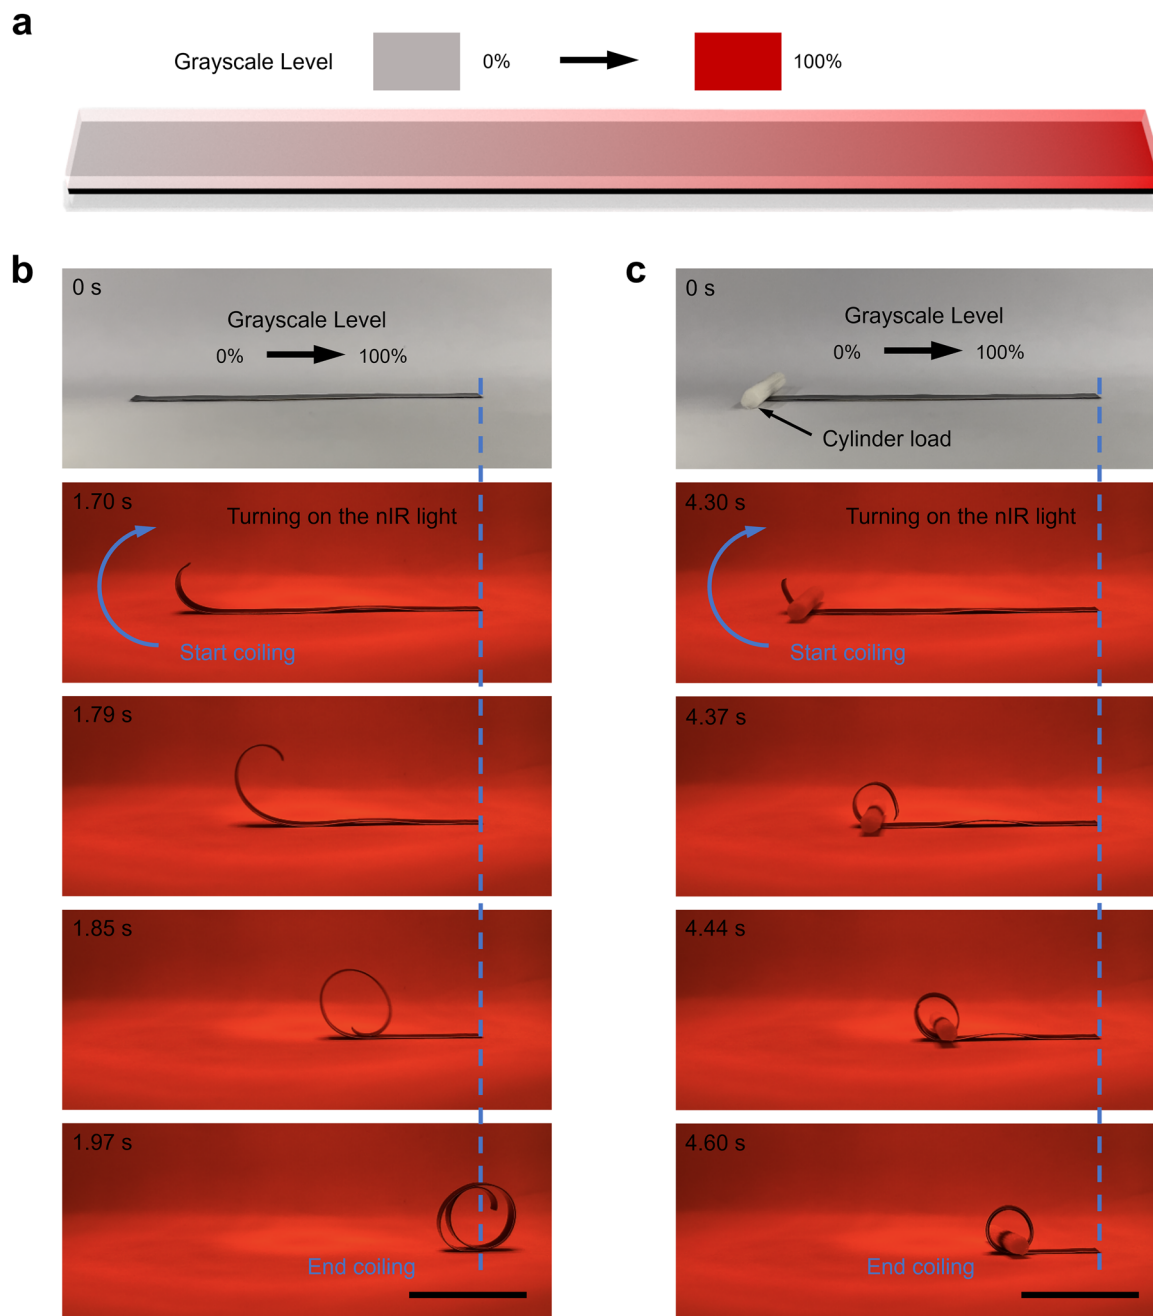 a
Grayscale Level 0% 100%
b
0 s
Grayscale Level
0% 100%
1.70 s
Turning on the nIR light
Start coiling
1.79 s
1.85 s
1.97 s
End coiling
c
0 s
Grayscale Level
0% 100%
Cylinder load
4.30 s
Turning on the nIR light
Start coiling
4.37 s
4.44 s
4.60 s
End coiling